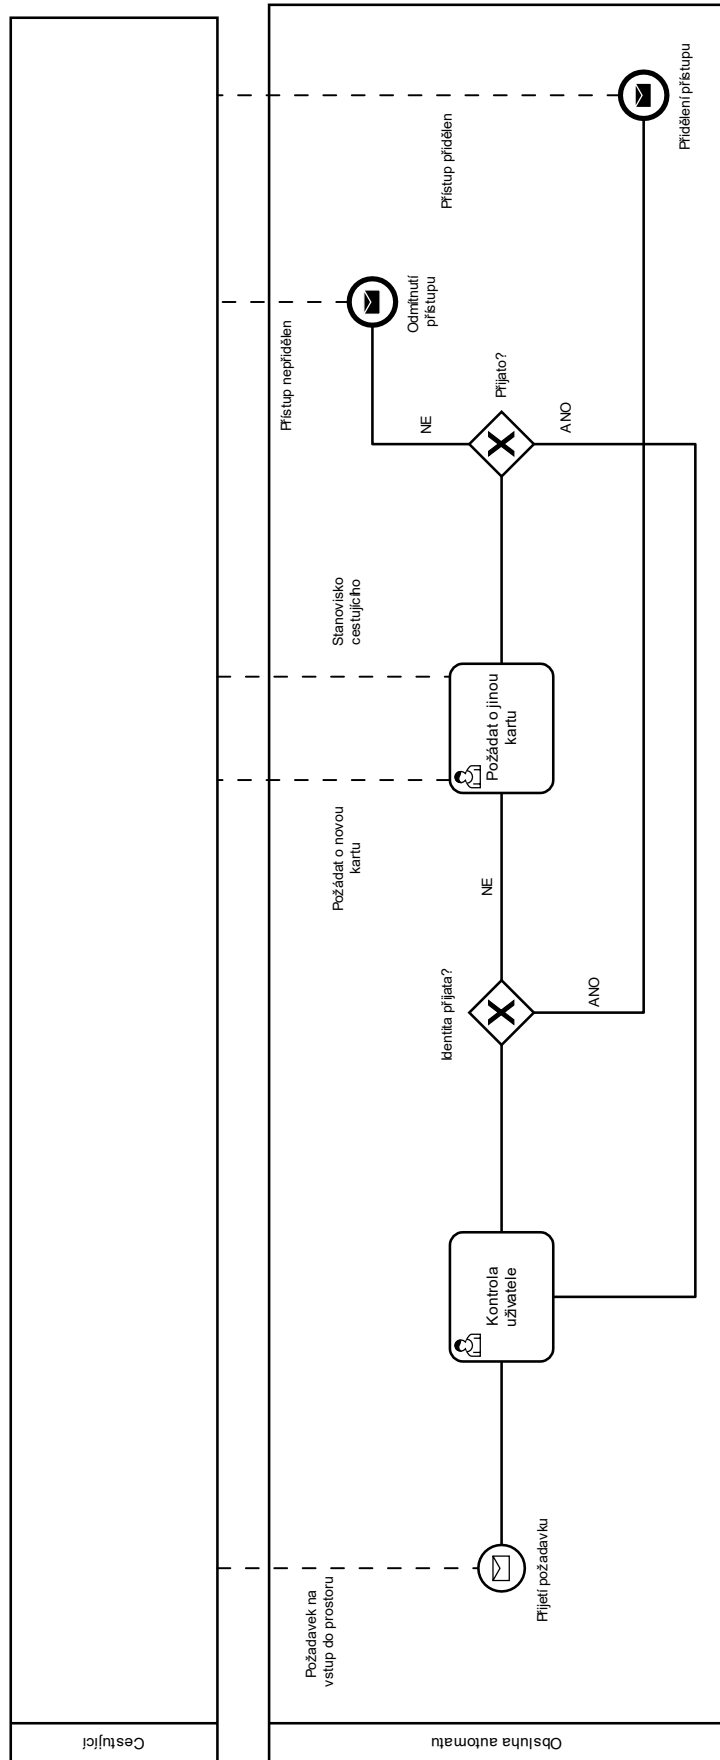 Cestující
Obsluha automatu
Požadavek na
vstup do prostoru
Přijetí požadavku
Kontrola
uživatele
Identita přijata?
ANO
NE
Požádat o novou
kartu
Požádat o jinou
kartu
Stanovisko
cestujícího
Přijato?
NE
ANO
Přístup nepřidělen
Odmítnutí
přístupu
Přístup přidělen
Přidělení přístupu